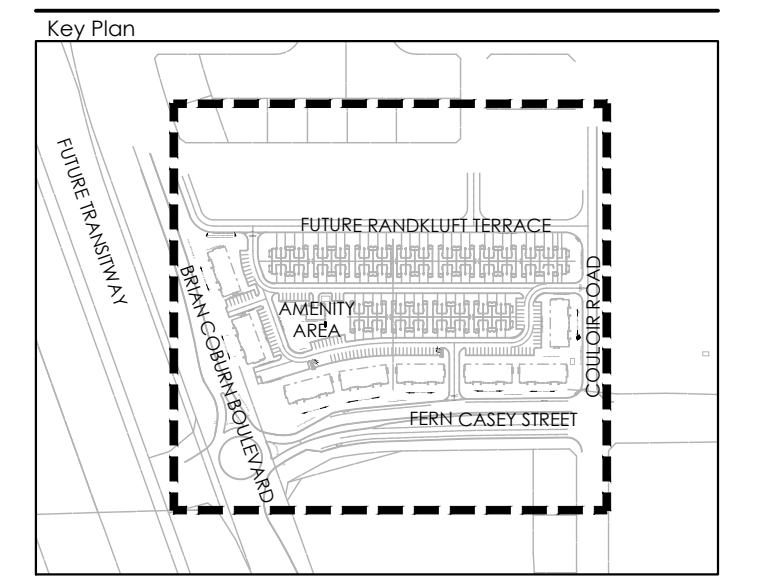 Key Plan
FUTURE TRANSITWAY
FUTURE RANDKLUFT TERRACE
BRIAN COBURN BOULEVARD
AMENITY
AREA
COULOIR ROAD
FERN CASEY STREET